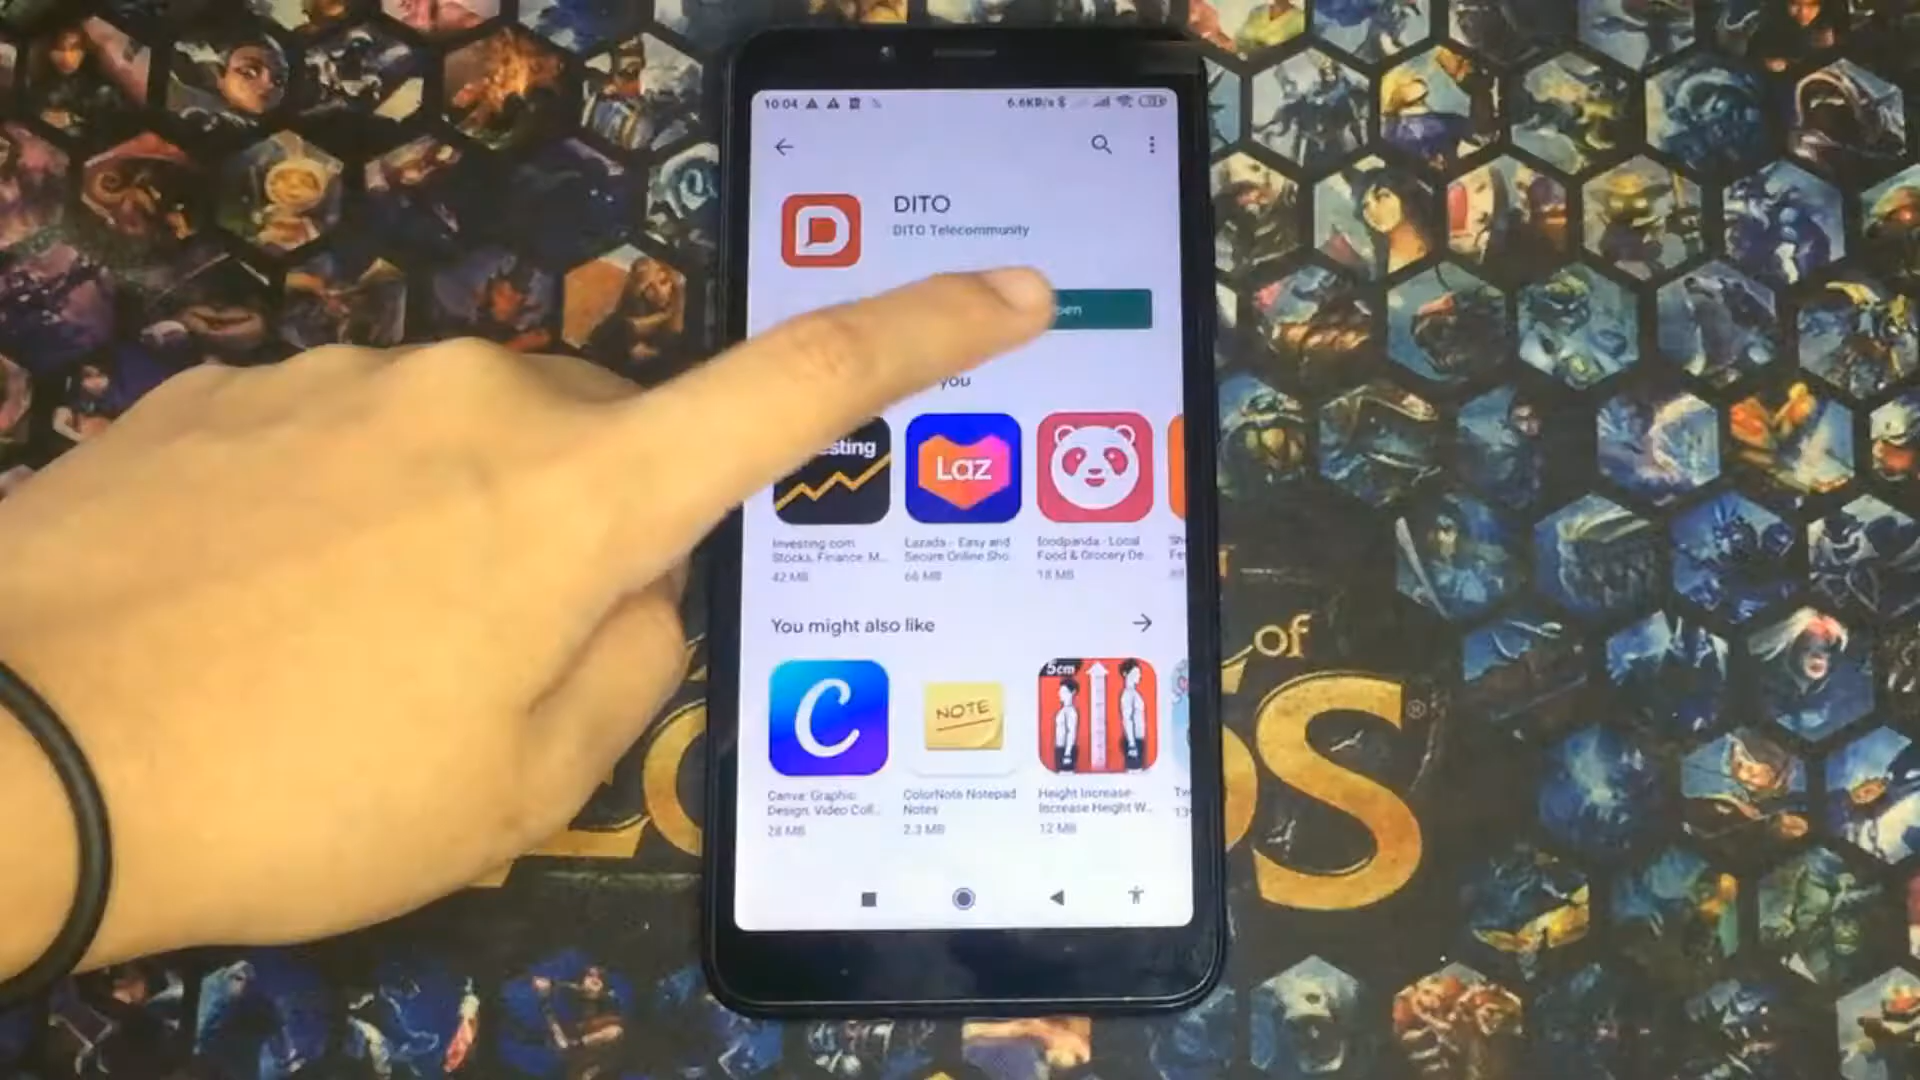 10:04
6.6KB/s
DITO
DITO Telecommunity
you
sting
Laz
Investing.com
Stocks, Finance, M...
42 MB
Lazada - Easy and
Secure Online Sho...
66 MB
foodpanda - Local
Food & Grocery De...
18 MB
You might also like
C
NOTE
5cm
Canva: Graphic
Design, Video Coll...
28 MB
ColorNote Notepad
Notes
2.3 MB
Height Increase -
Increase Height W...
12 MB
of